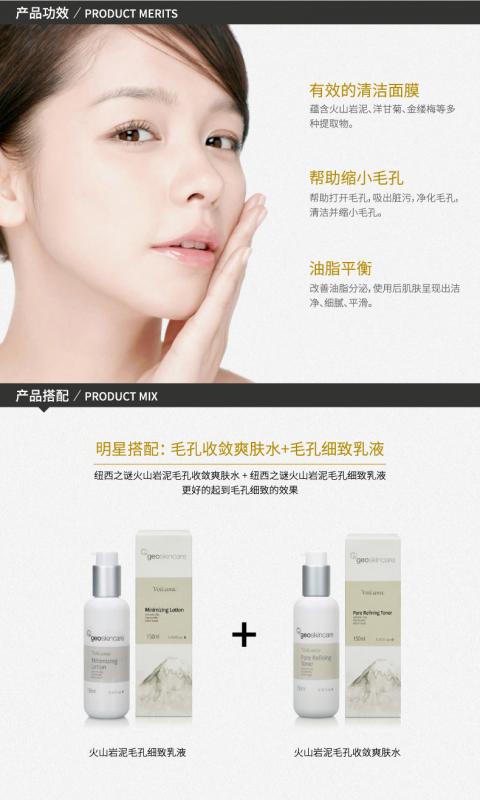 产品功效 / PRODUCT MERITS
有效的清洁面膜
蕴含火山岩泥、洋甘菊、金缕梅等多
种提取物。
帮助缩小毛孔
帮助打开毛孔，吸出脏污，净化毛孔，
清洁并缩小毛孔。
油脂平衡
改善油脂分泌，使用后肌肤呈现出洁
净、细腻、平滑。
产品搭配 / PRODUCT MIX
明星搭配：毛孔收敛爽肤水+毛孔细致乳液
纽西之谜火山岩泥毛孔收敛爽肤水 + 纽西之谜火山岩泥毛孔细致乳液
更好的起到毛孔细致的效果
geoskincare
Volcanic
Minimizing Lotion
150ml
geoskincare
Volcanic
Minimizing
Lotion
+
geoskincare
Volcanic
Pore Refining Toner
150ml
geoskincare
Volcanic
Pore Refining
Toner
火山岩泥毛孔细致乳液
火山岩泥毛孔收敛爽肤水